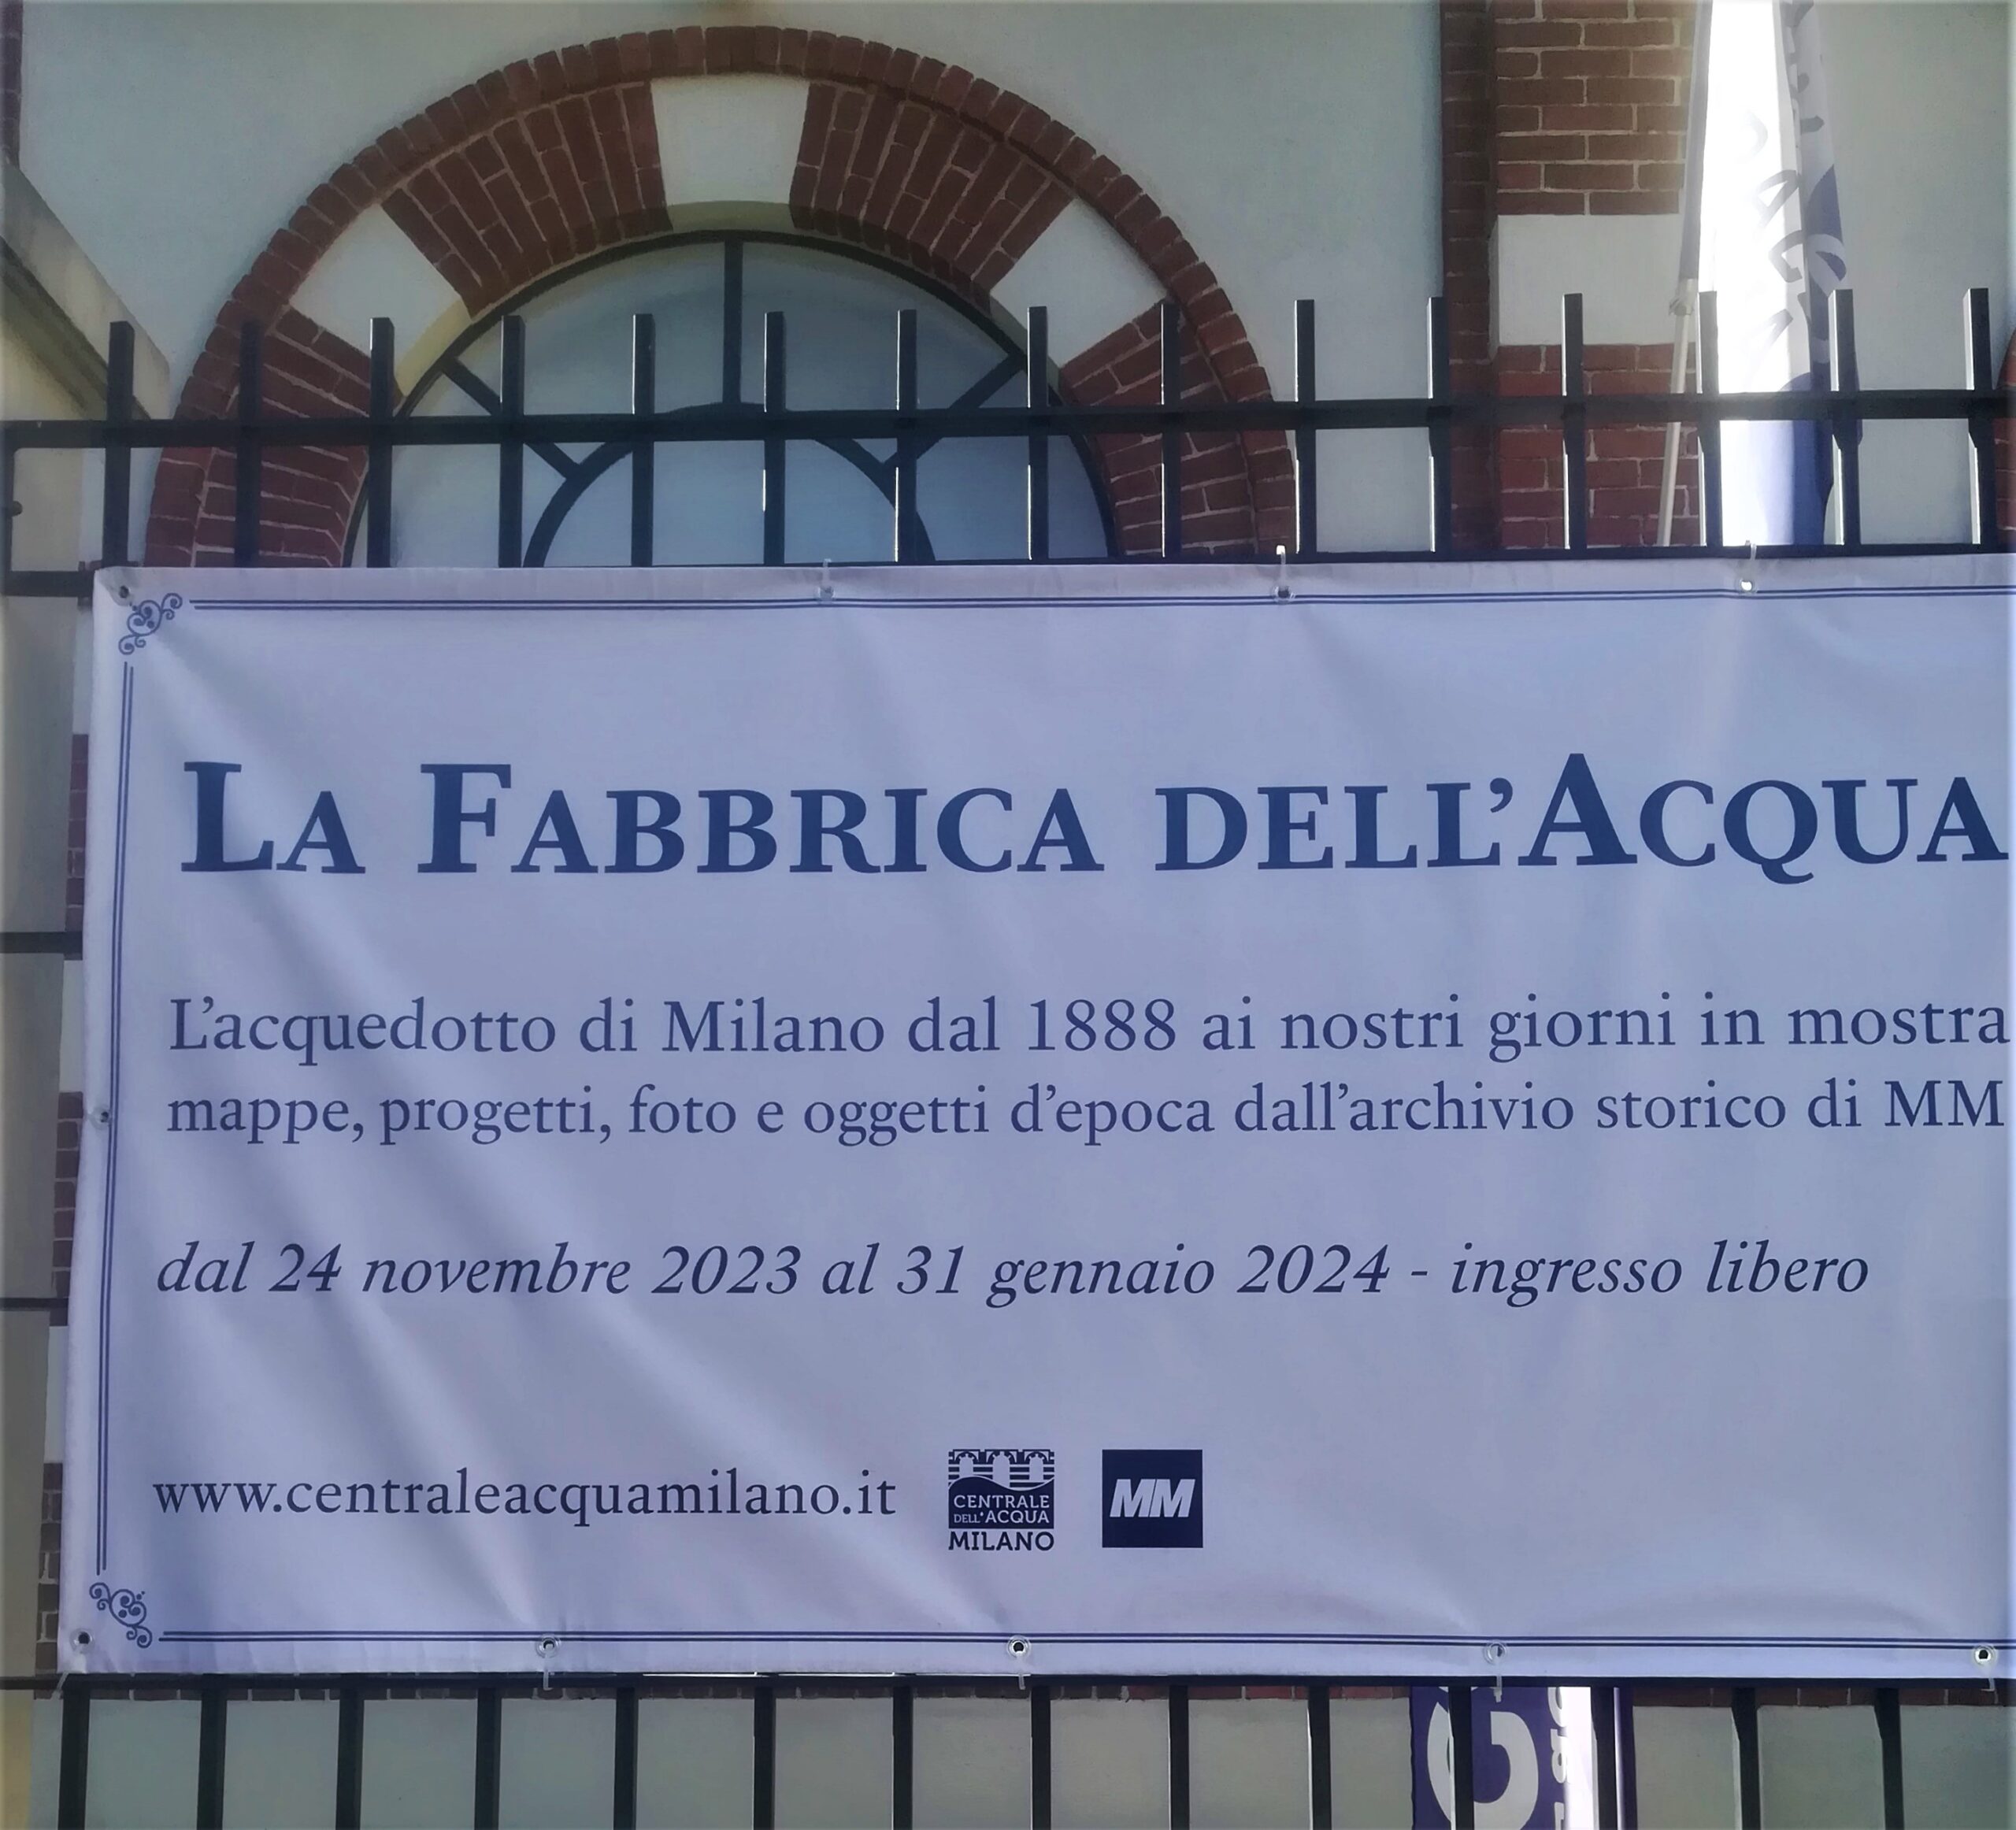 LA FABBRICA DELL'ACQUA
L'acquedotto di Milano dal 1888 ai nostri giorni in mostra
mappe, progetti, foto e oggetti d'epoca dall'archivio storico di MM
dal 24 novembre 2023 al 31 gennaio 2024 - ingresso libero
www.centraleacquamilano.it
CENTRALE
DELL'ACQUA
MILANO
MM